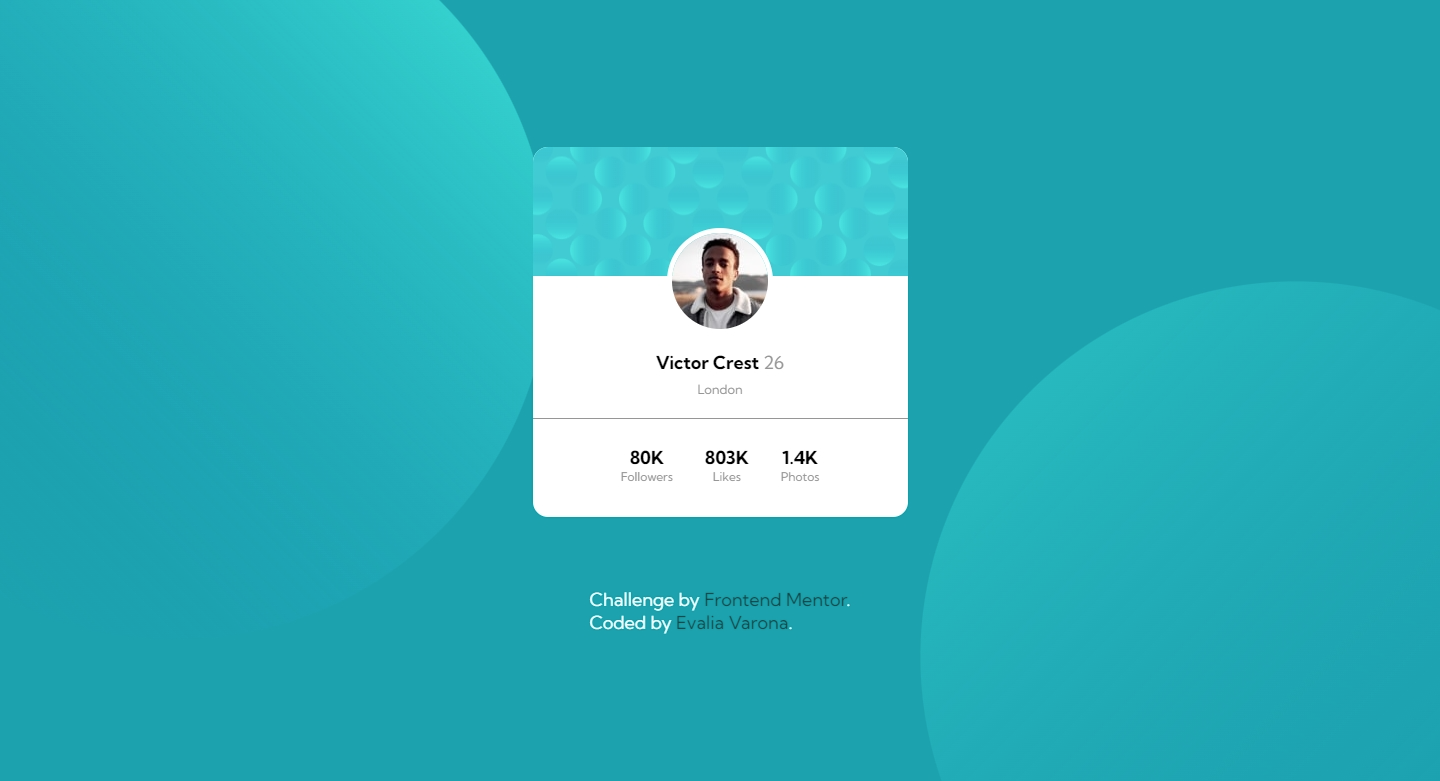 Victor Crest 26
London
80K 803K 1.4K
Followers Likes Photos
Challenge by Frontend Mentor.
Coded by Evalia Varona.